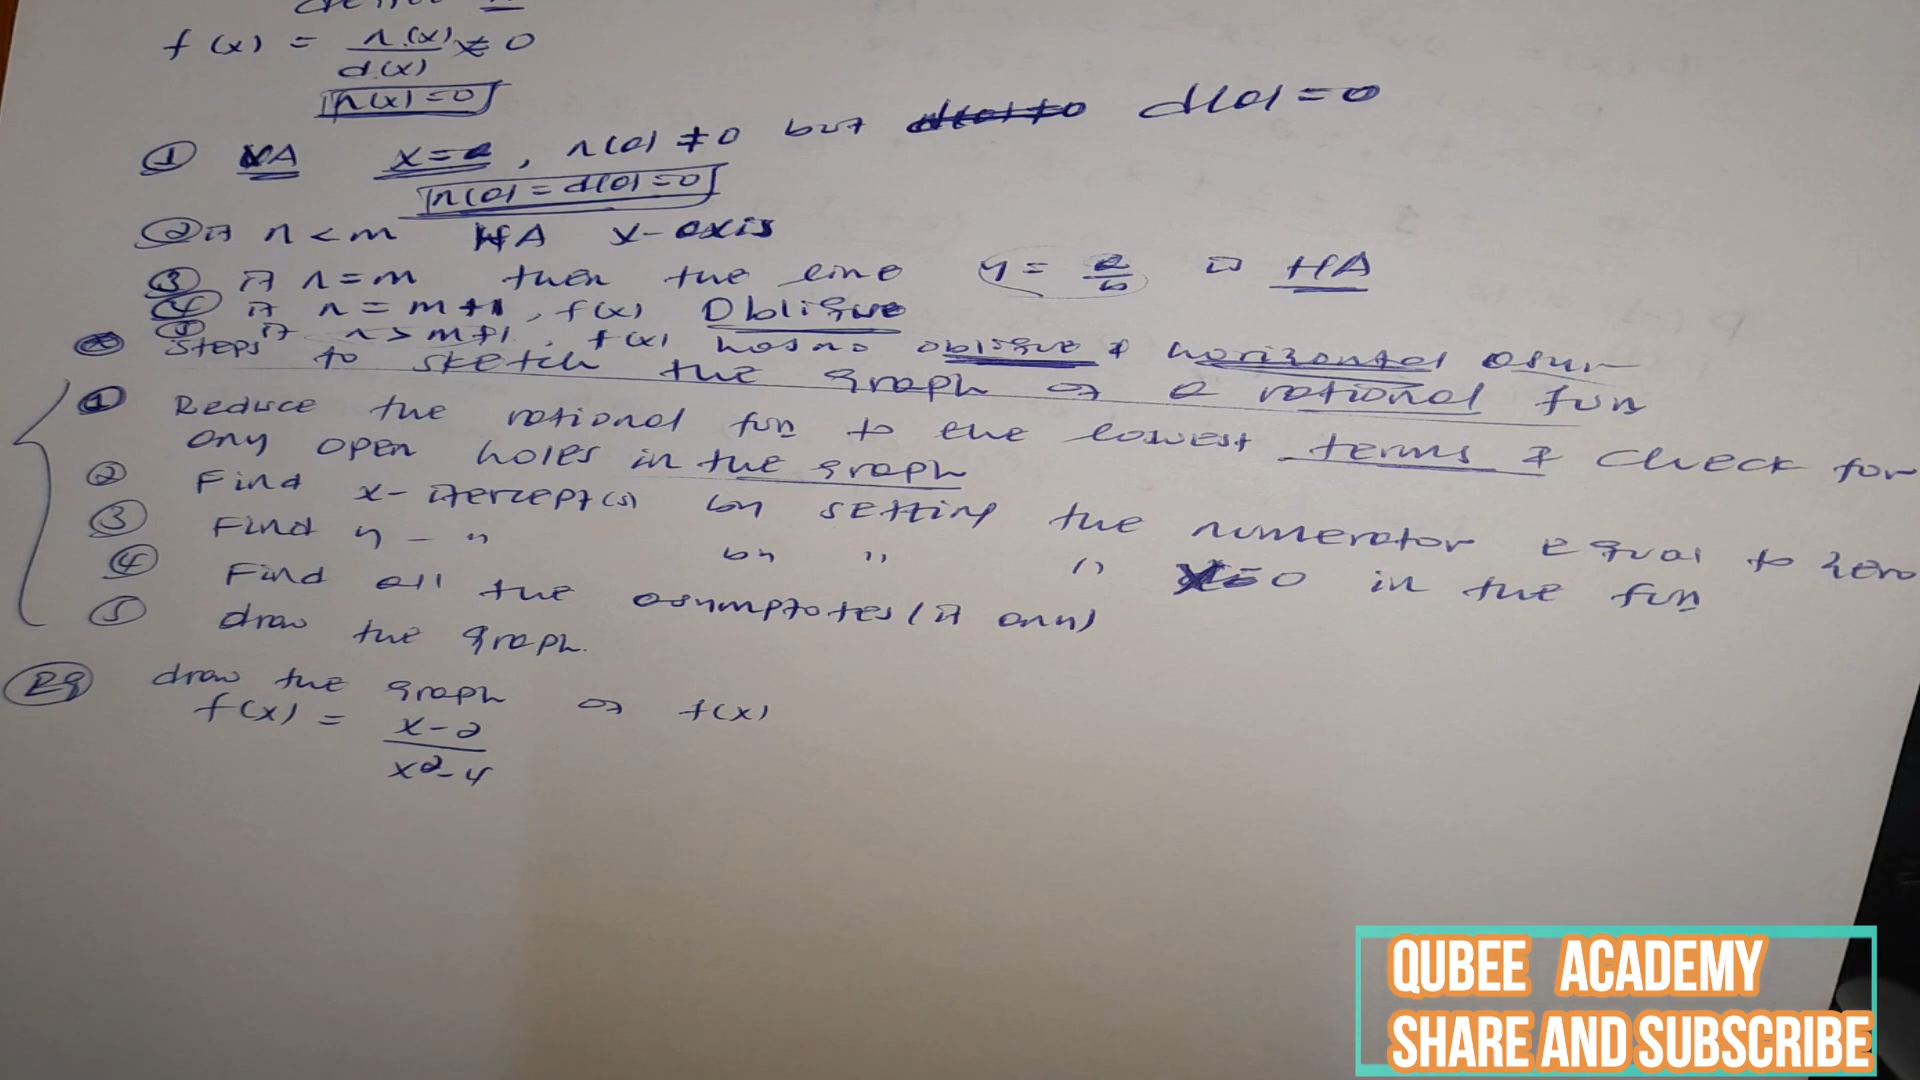 f(x) = n(x)/d(x) ≠ 0
n(x) = 0
① VA x = a, n(a) ≠ 0 but d(a) = 0
n(a) = d(a) = 0
② if n < m HA x-axis
③ if n = m then the line y = a/b is HA
④ if n = m + 1, f(x) Oblique
⑤ if n > m + 1, f(x) has no oblique & horizontal asym
Steps to sketch the graph of a rational fun
① Reduce the rational fun to the lowest terms & check for
any open holes in the graph
② Find x-itercept(s) by setting the numerator equal to zero
③ Find y - " by " " x = 0 in the fun
④ Find all the asymptotes (if any)
⑤ draw the graph.
Eg draw the graph of f(x)
f(x) = x-2/x²-4
QUBEE ACADEMY
SHARE AND SUBSCRIBE